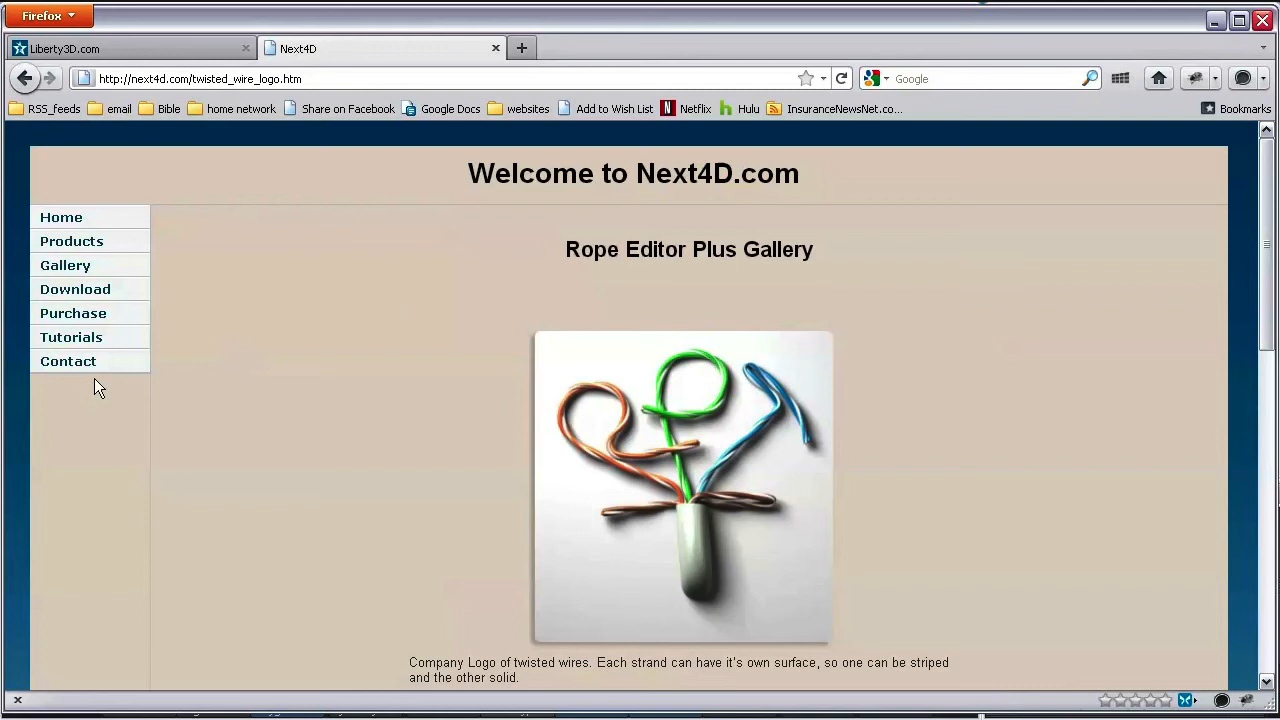 Firefox
Liberty3D.com
Next4D
http://next4d.com/twisted_wire_logo.htm
Google
RSS_feeds
email
Bible
home network
Share on Facebook
Google Docs
websites
Add to Wish List
N Netflix
h Hulu
InsuranceNewsNet.co...
Bookmarks
Welcome to Next4D.com
Home
Products
Gallery
Download
Purchase
Tutorials
Contact
Rope Editor Plus Gallery
Company Logo of twisted wires. Each strand can have it's own surface, so one can be striped
and the other solid.